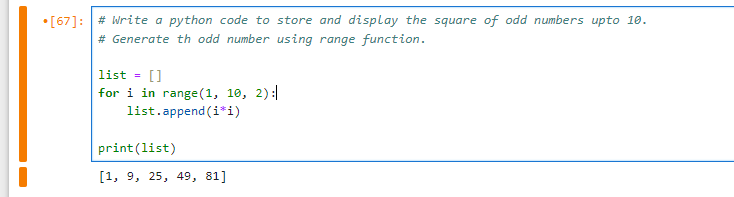 •[67]: # Write a python code to store and display the square of odd numbers upto 10.
# Generate th odd number using range function.
list = []
for i in range(1, 10, 2):
    list.append(i*i)
print(list)
[1, 9, 25, 49, 81]